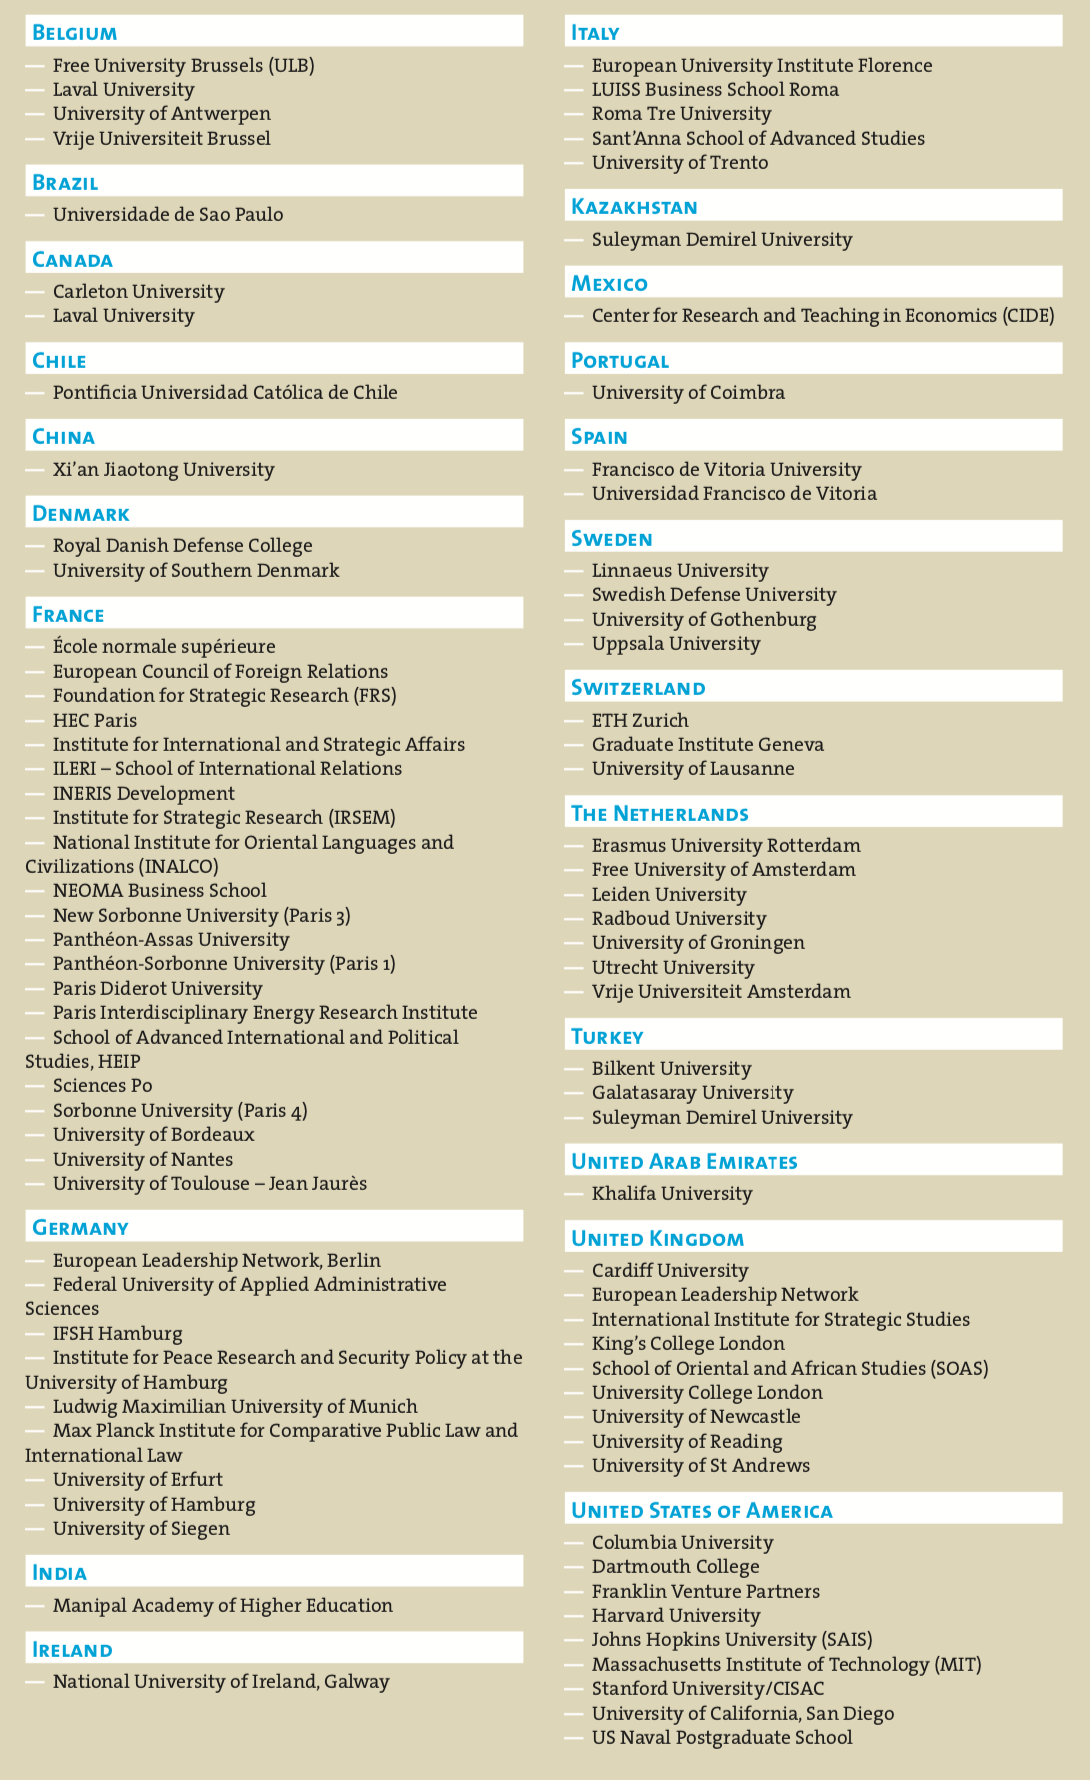 Belgium
— Free University Brussels (ULB)
— Laval University
— University of Antwerpen
— Vrije Universiteit Brussel
Brazil
— Universidade de Sao Paulo
Canada
— Carleton University
— Laval University
Chile
— Pontificia Universidad Católica de Chile
China
— Xi’an Jiaotong University
Denmark
— Royal Danish Defense College
— University of Southern Denmark
France
— École normale supérieure
— European Council of Foreign Relations
— Foundation for Strategic Research (FRS)
— HEC Paris
— Institute for International and Strategic Affairs
— ILERI – School of International Relations
— INERIS Development
— Institute for Strategic Research (IRSEM)
— National Institute for Oriental Languages and
Civilizations (INALCO)
— NEOMA Business School
— New Sorbonne University (Paris 3)
— Panthéon-Assas University
— Panthéon-Sorbonne University (Paris 1)
— Paris Diderot University
— Paris Interdisciplinary Energy Research Institute
— School of Advanced International and Political
Studies, HEIP
— Sciences Po
— Sorbonne University (Paris 4)
— University of Bordeaux
— University of Nantes
— University of Toulouse – Jean Jaurès
Germany
— European Leadership Network, Berlin
— Federal University of Applied Administrative
Sciences
— IFSH Hamburg
— Institute for Peace Research and Security Policy at the
University of Hamburg
— Ludwig Maximilian University of Munich
— Max Planck Institute for Comparative Public Law and
International Law
— University of Erfurt
— University of Hamburg
— University of Siegen
India
— Manipal Academy of Higher Education
Ireland
— National University of Ireland, Galway
Italy
— European University Institute Florence
— LUISS Business School Roma
— Roma Tre University
— Sant’Anna School of Advanced Studies
— University of Trento
Kazakhstan
— Suleyman Demirel University
Mexico
— Center for Research and Teaching in Economics (CIDE)
Portugal
— University of Coimbra
Spain
— Francisco de Vitoria University
— Universidad Francisco de Vitoria
Sweden
— Linnaeus University
— Swedish Defense University
— University of Gothenburg
— Uppsala University
Switzerland
— ETH Zurich
— Graduate Institute Geneva
— University of Lausanne
The Netherlands
— Erasmus University Rotterdam
— Free University of Amsterdam
— Leiden University
— Radboud University
— University of Groningen
— Utrecht University
— Vrije Universiteit Amsterdam
Turkey
— Bilkent University
— Galatasaray University
— Suleyman Demirel University
United Arab Emirates
— Khalifa University
United Kingdom
— Cardiff University
— European Leadership Network
— International Institute for Strategic Studies
— King’s College London
— School of Oriental and African Studies (SOAS)
— University College London
— University of Newcastle
— University of Reading
— University of St Andrews
United States of America
— Columbia University
— Dartmouth College
— Franklin Venture Partners
— Harvard University
— Johns Hopkins University (SAIS)
— Massachusetts Institute of Technology (MIT)
— Stanford University/CISAC
— University of California, San Diego
— US Naval Postgraduate School